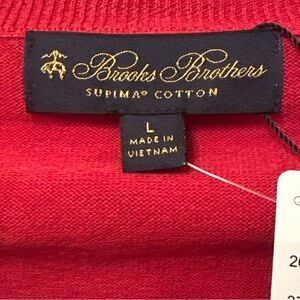 Brooks Brothers
SUPIMA® COTTON
L
MADE IN
VIETNAM